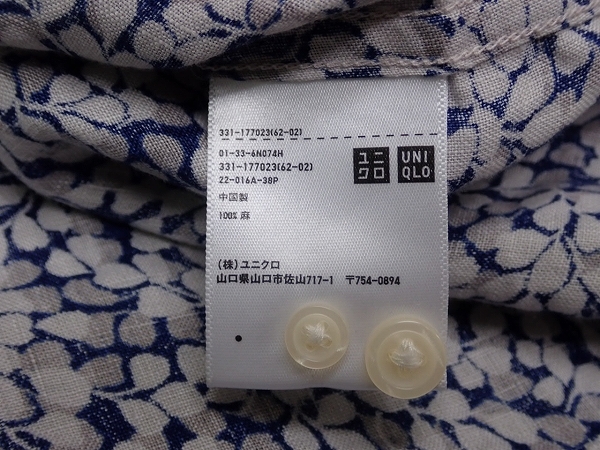 331-177023(62-02)
01-33-6N074H
331-177023(62-02)
22-016A-38P
中国製
100% 麻
ユニ
クロ
UNI
QLO
(株)ユニクロ
山口県山口市佐山717-1 〒754-0894